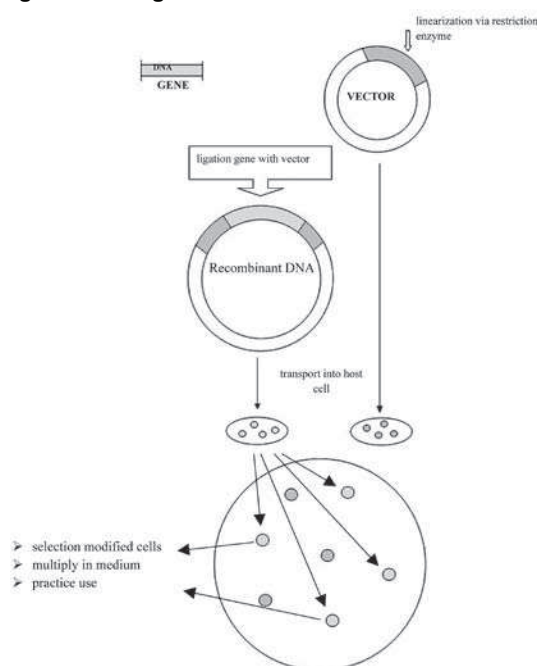 linearization via restriction
enzyme
DNA
GENE
VECTOR
ligation gene with vector
Recombinant DNA
transport into host
cell
➢ selection modified cells
➢ multiply in medium
➢ practice use